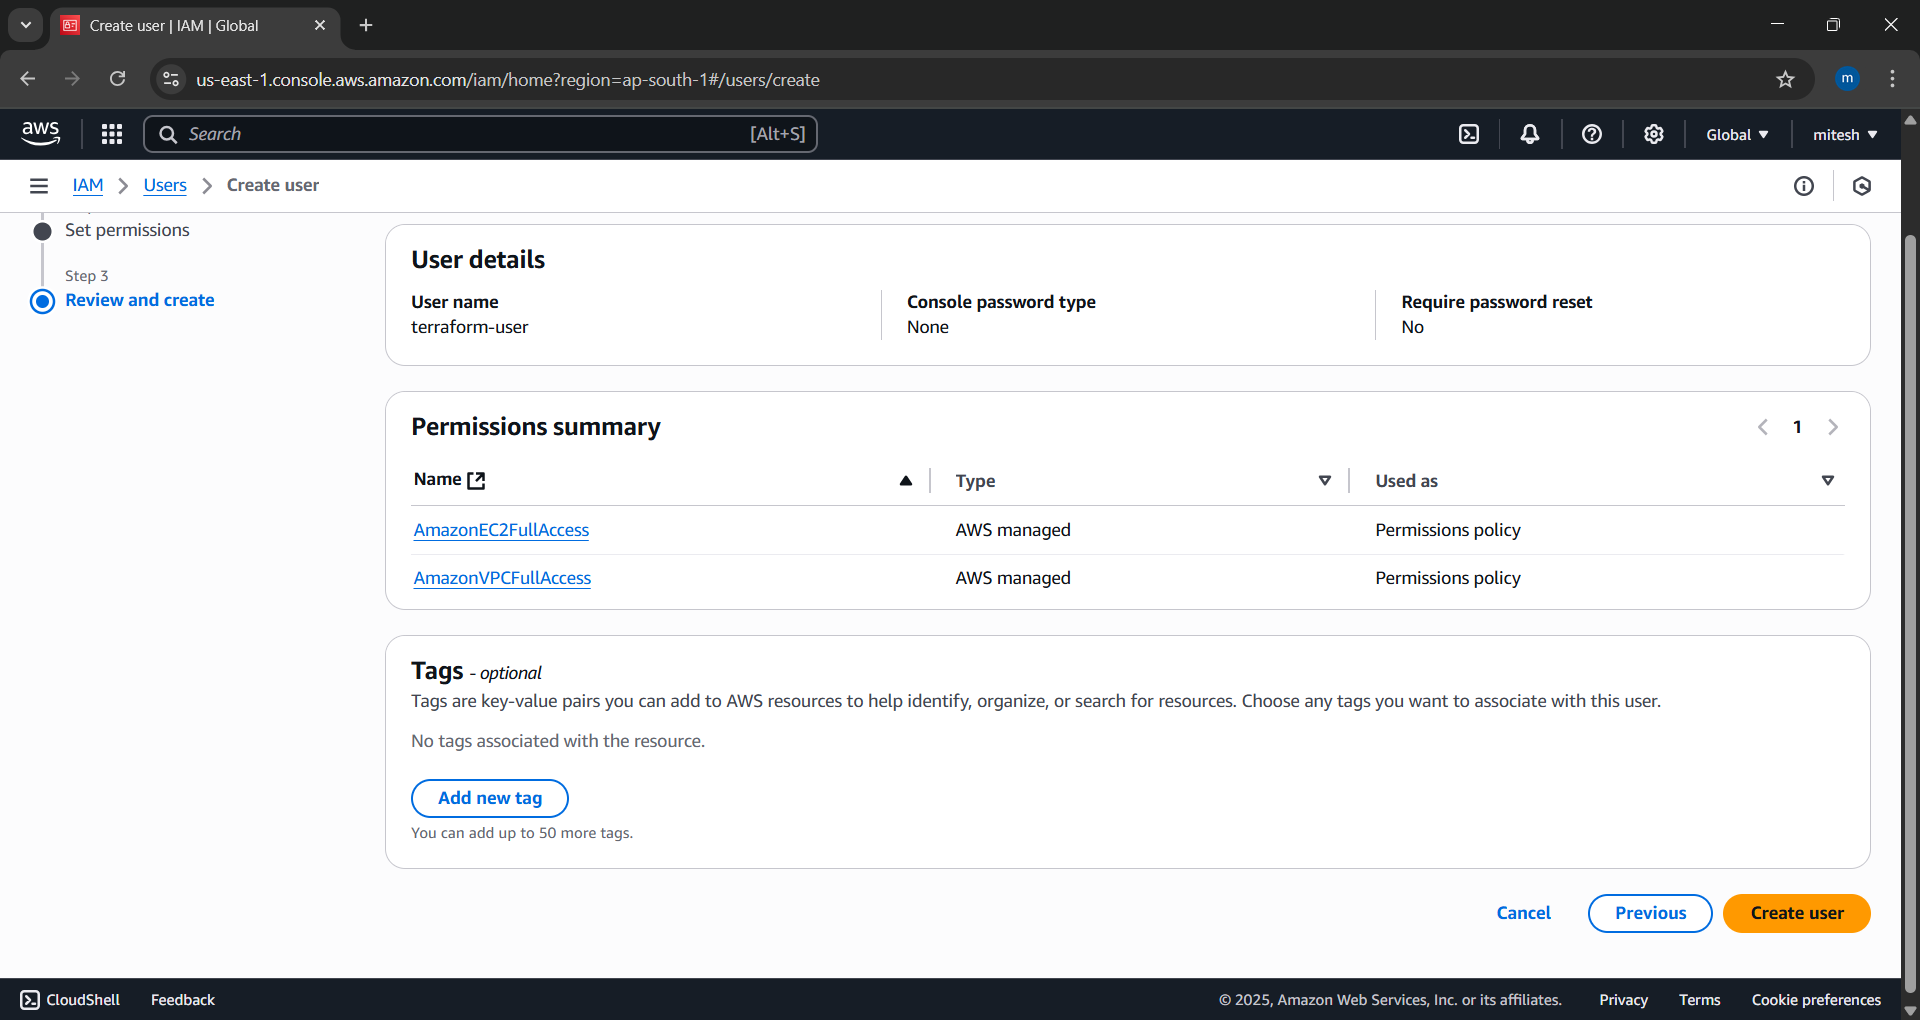 Create user | IAM | Global
us-east-1.console.aws.amazon.com/iam/home?region=ap-south-1#/users/create
m
aws
Search
[Alt+S]
Global
mitesh
IAM
Users
Create user
Set permissions
Step 3
Review and create
User details
User name
terraform-user
Console password type
None
Require password reset
No
Permissions summary
1
Name
Type
Used as
AmazonEC2FullAccess
AWS managed
Permissions policy
AmazonVPCFullAccess
AWS managed
Permissions policy
Tags - optional
Tags are key-value pairs you can add to AWS resources to help identify, organize, or search for resources. Choose any tags you want to associate with this user.
No tags associated with the resource.
Add new tag
You can add up to 50 more tags.
Cancel
Previous
Create user
CloudShell
Feedback
© 2025, Amazon Web Services, Inc. or its affiliates.
Privacy
Terms
Cookie preferences